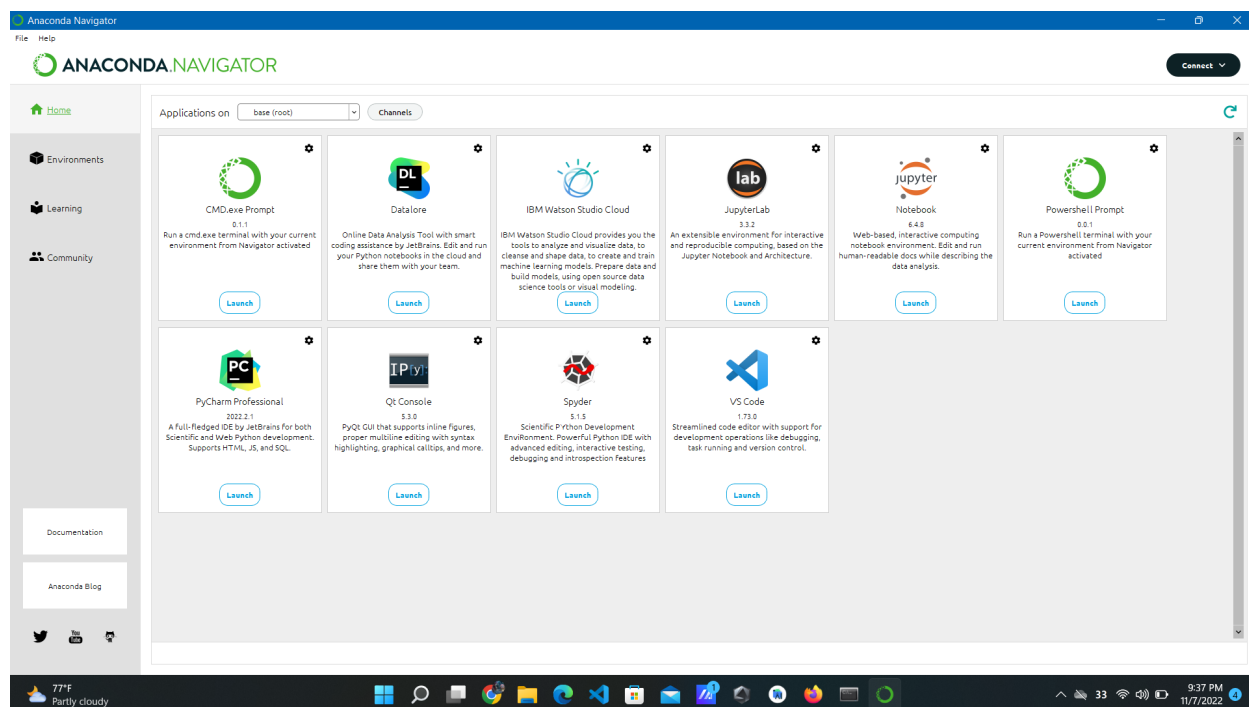 Anaconda Navigator
File Help
ANACONDA.NAVIGATOR
Connect
Home
Environments
Learning
Community
Documentation
Anaconda Blog
You
Tube
Applications on base (root) Channels
CMD.exe Prompt
0.1.1
Run a cmd.exe terminal with your current
environment from Navigator activated
Launch
DL
Datalore
Online Data Analysis Tool with smart
coding assistance by JetBrains. Edit and run
your Python notebooks in the cloud and
share them with your team.
Launch
IBM Watson Studio Cloud
IBM Watson Studio Cloud provides you the
tools to analyze and visualize data, to
cleanse and shape data, to create and train
machine learning models. Prepare data and
build models, using open source data
science tools or visual modeling.
Launch
lab
JupyterLab
3.3.2
An extensible environment for interactive
and reproducible computing, based on the
Jupyter Notebook and Architecture.
Launch
jupyter
Notebook
6.4.8
Web-based, interactive computing
notebook environment. Edit and run
human-readable docs while describing the
data analysis.
Launch
Powershell Prompt
0.0.1
Run a Powershell terminal with your
current environment from Navigator
activated
Launch
PC
PyCharm Professional
2022.2.1
A full-fledged IDE by JetBrains for both
Scientific and Web Python development.
Supports HTML, JS, and SQL.
Launch
IP[y]:
Qt Console
5.3.0
PyQt GUI that supports inline figures,
proper multiline editing with syntax
highlighting, graphical calltips, and more.
Launch
Spyder
5.1.5
Scientific PYthon Development
EnviRonment. Powerful Python IDE with
advanced editing, interactive testing,
debugging and introspection features
Launch
VS Code
1.73.0
Streamlined code editor with support for
development operations like debugging,
task running and version control.
Launch
77°F
Partly cloudy
33
9:37 PM
11/7/2022
4